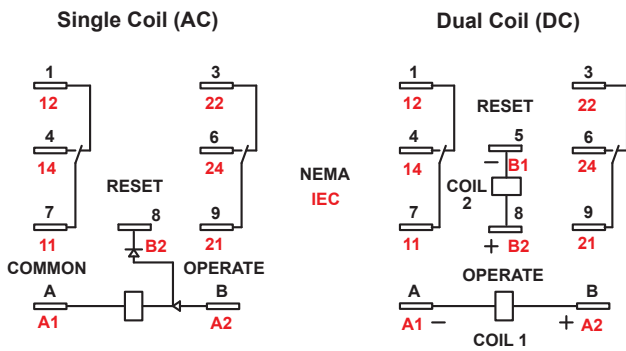 Single Coil (AC)
1
12
3
22
4
14
6
24
RESET
7
11
8
B2
9
21
COMMON
OPERATE
A
A1
B
A2
NEMA
IEC
Dual Coil (DC)
1
12
3
22
RESET
4
14
5
− B1
6
24
COIL
2
7
11
8
+ B2
9
21
OPERATE
A
A1 −
B
+ A2
COIL 1